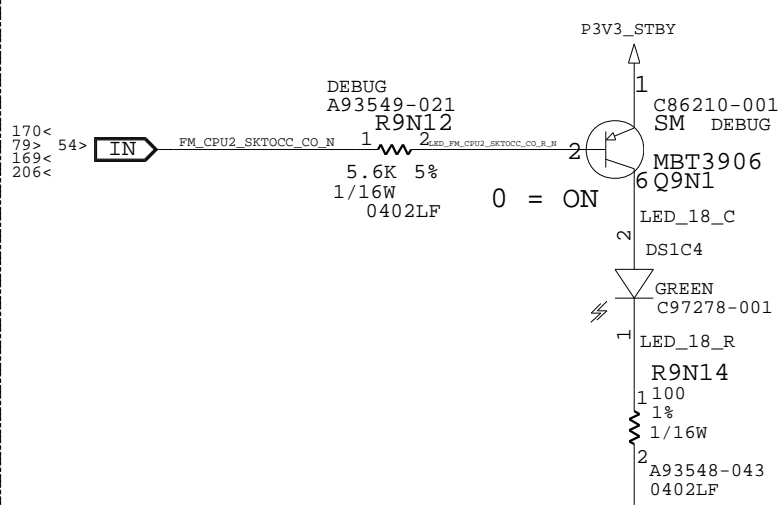 P3V3_STBY
1
DEBUG
A93549-021
R9N12
C86210-001
SM DEBUG
170<
79> 54>
169<
206<
IN
FM_CPU2_SKTOCC_CO_N
1
2
LED_FM_CPU2_SKTOCC_CO_R_N
2
MBT3906
6 Q9N1
5.6K 5%
1/16W
0402LF
0 = ON
LED_18_C
2
DS1C4
GREEN
C97278-001
1
LED_18_R
R9N14
1 100
1%
1/16W
2
A93548-043
0402LF